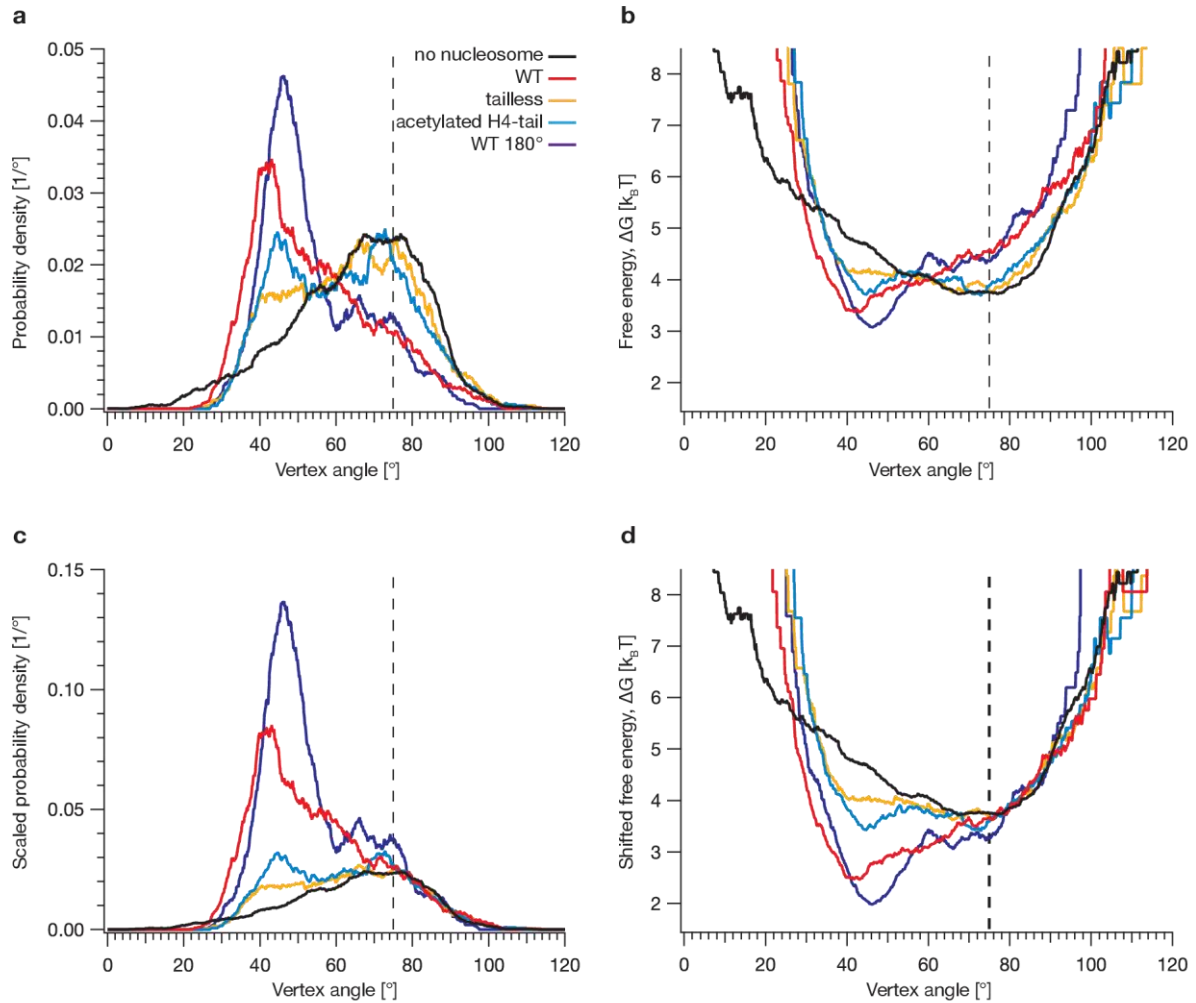 a
0.05
0.04
0.03
0.02
0.01
0.00
Probability density [1/°]
no nucleosome
WT
tailless
acetylated H4-tail
WT 180°
0 20 40 60 80 100 120
Vertex angle [°]
b
8
7
6
5
4
3
2
Free energy, ΔG [kBT]
0 20 40 60 80 100 120
Vertex angle [°]
c
0.15
0.10
0.05
0.00
Scaled probability density [1/°]
0 20 40 60 80 100 120
Vertex angle [°]
d
8
7
6
5
4
3
2
Shifted free energy, ΔG [kBT]
0 20 40 60 80 100 120
Vertex angle [°]